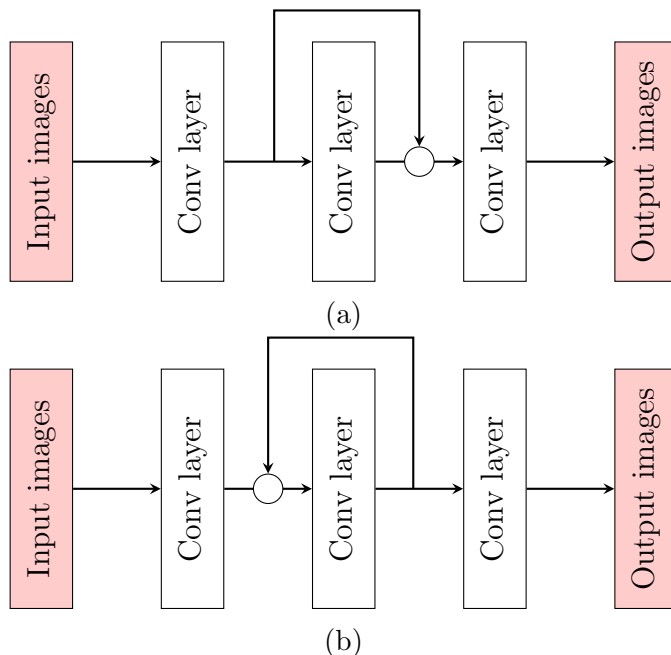 Input images
Conv layer
Conv layer
Conv layer
Output images
(a)
Input images
Conv layer
Conv layer
Conv layer
Output images
(b)